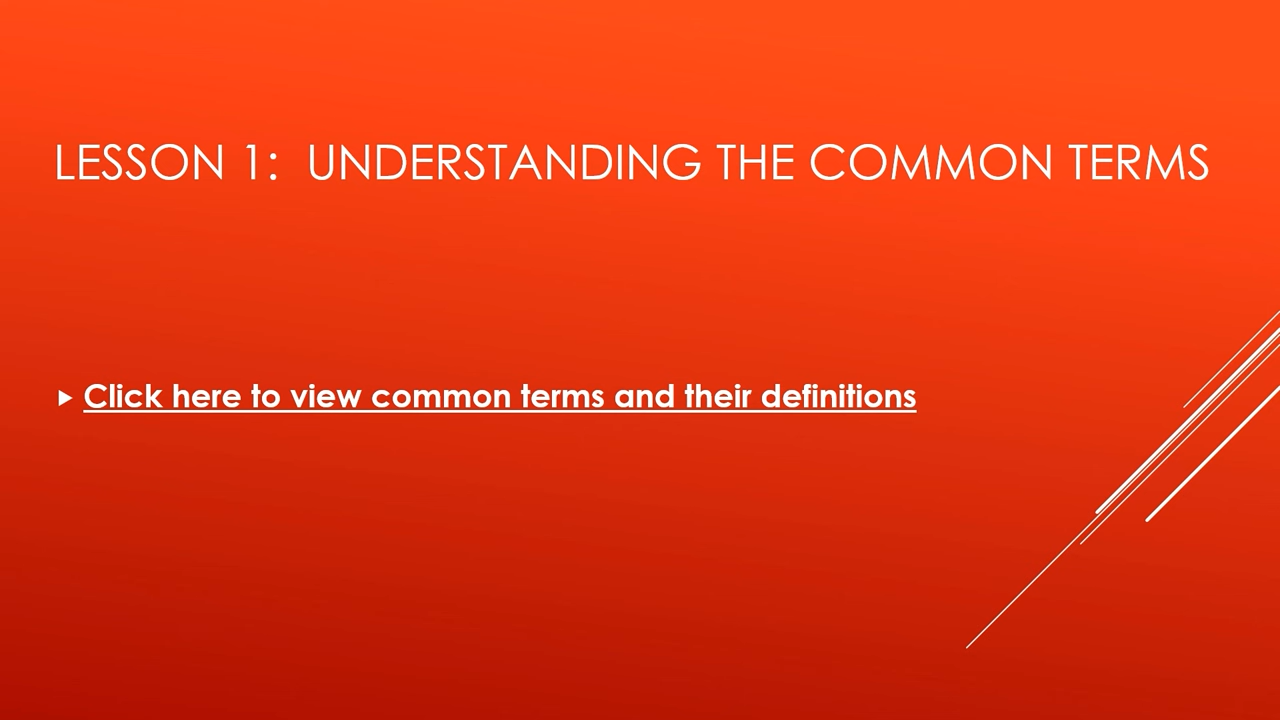 LESSON 1:  UNDERSTANDING THE COMMON TERMS
Click here to view common terms and their definitions